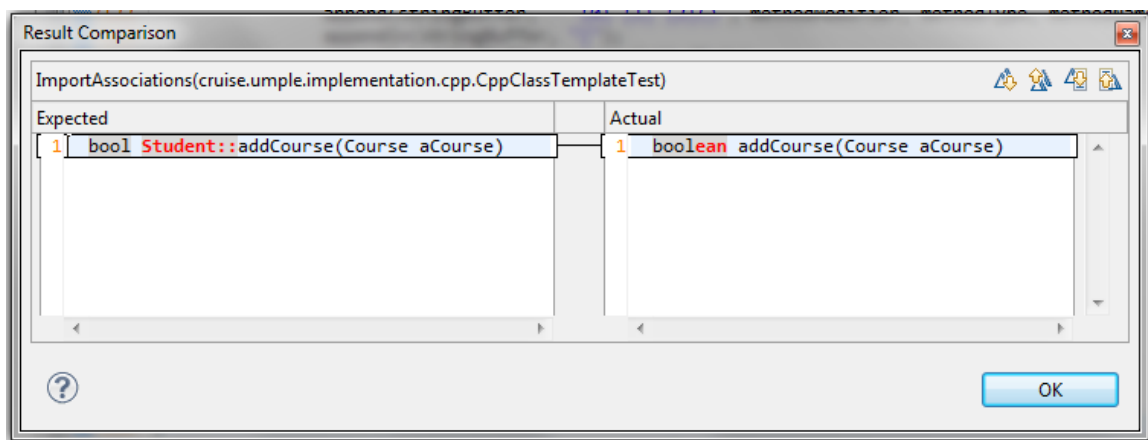 Result Comparison
ImportAssociations(cruise.umple.implementation.cpp.CppClassTemplateTest)
Expected Actual
1 bool Student::addCourse(Course aCourse) 1 boolean addCourse(Course aCourse)
OK